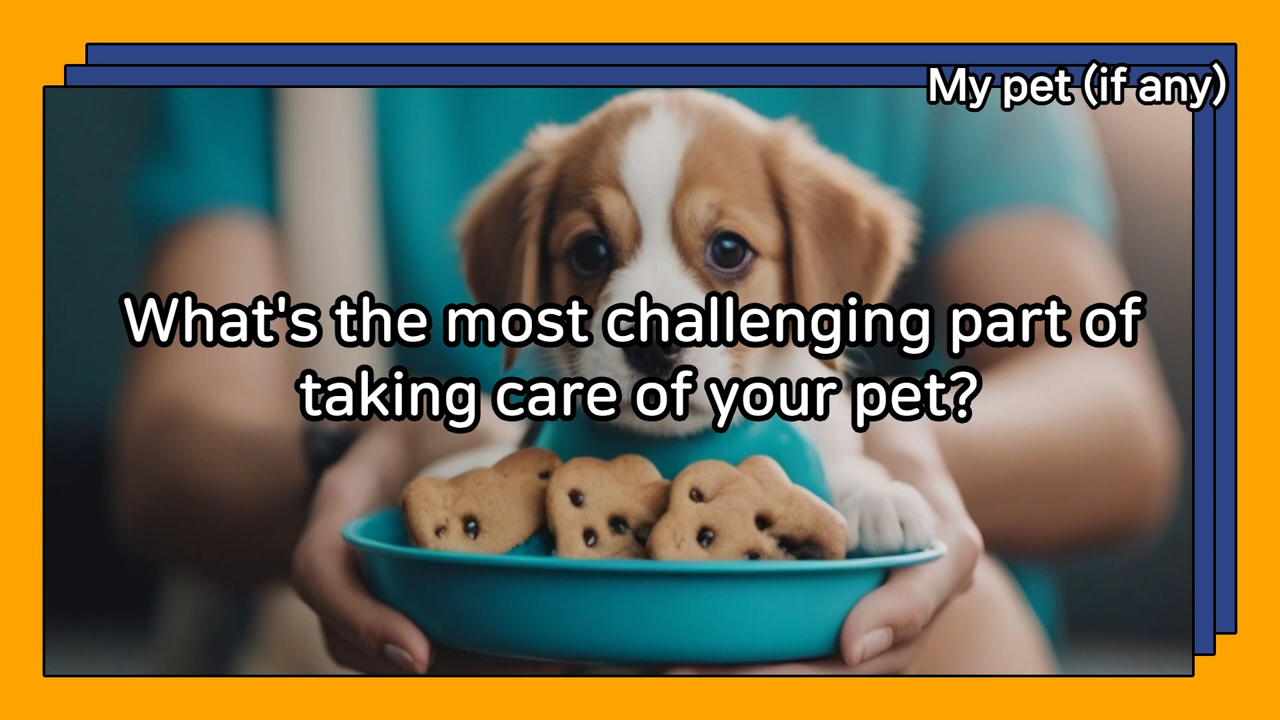 My pet (if any)
What's the most challenging part of
taking care of your pet?